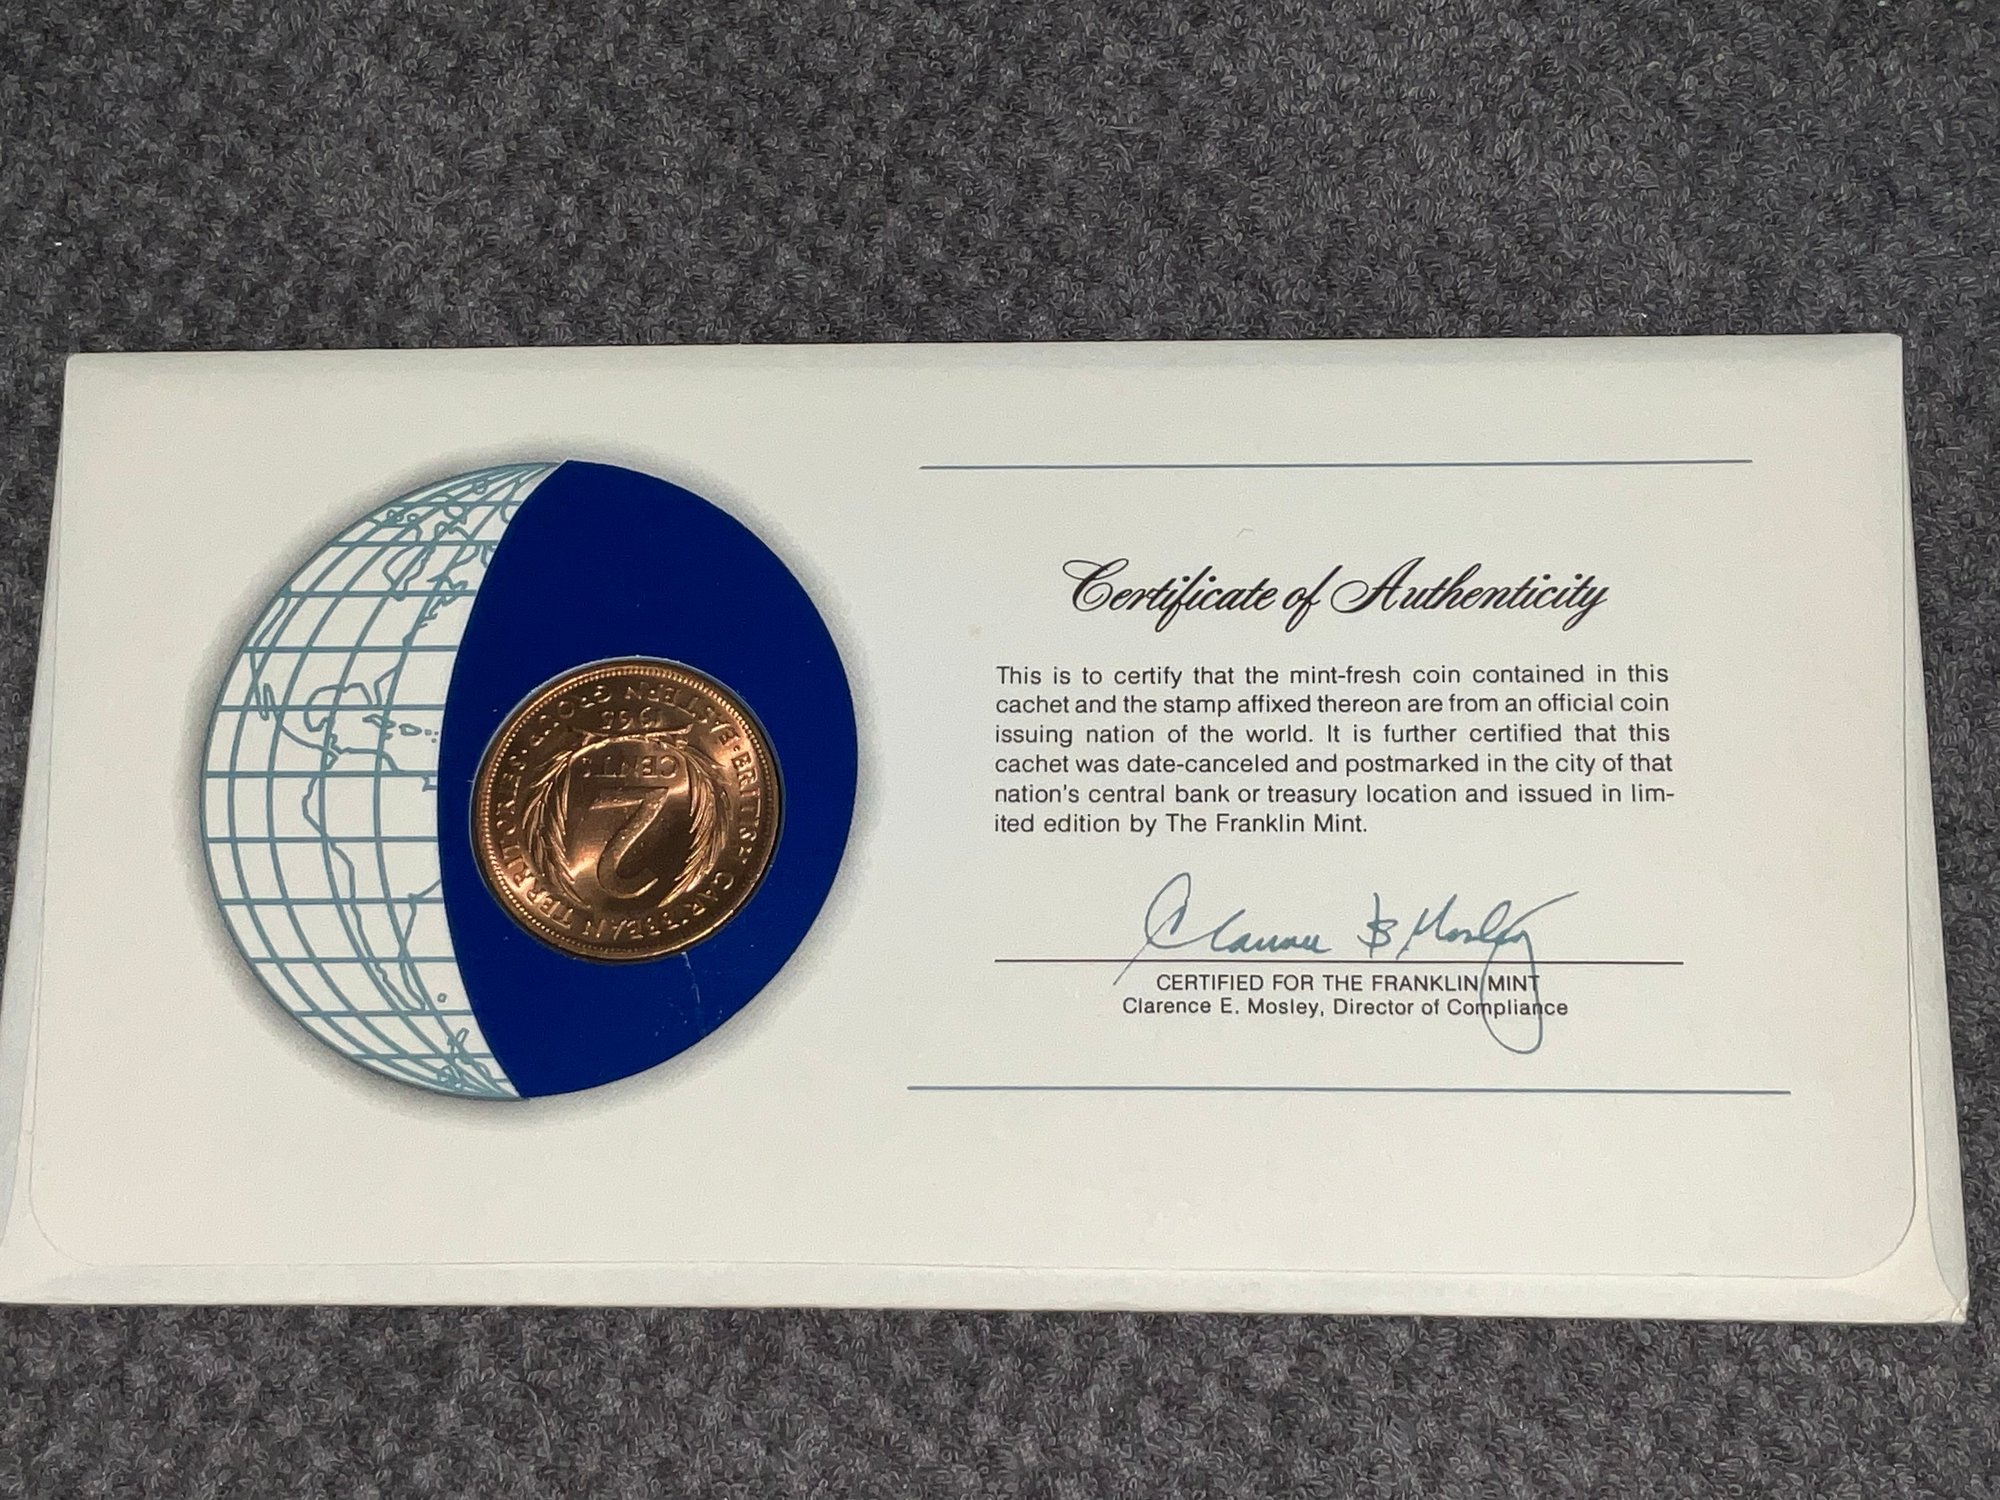 BRITISH CARIBBEAN TERRITORIES · EASTERN GROUP ·
2
CENTS
1965
Certificate of Authenticity
This is to certify that the mint-fresh coin contained in this
cachet and the stamp affixed thereon are from an official coin
issuing nation of the world. It is further certified that this
cachet was date-canceled and postmarked in the city of that
nation's central bank or treasury location and issued in lim-
ited edition by The Franklin Mint.
Clarence E Mosley
CERTIFIED FOR THE FRANKLIN MINT
Clarence E. Mosley, Director of Compliance